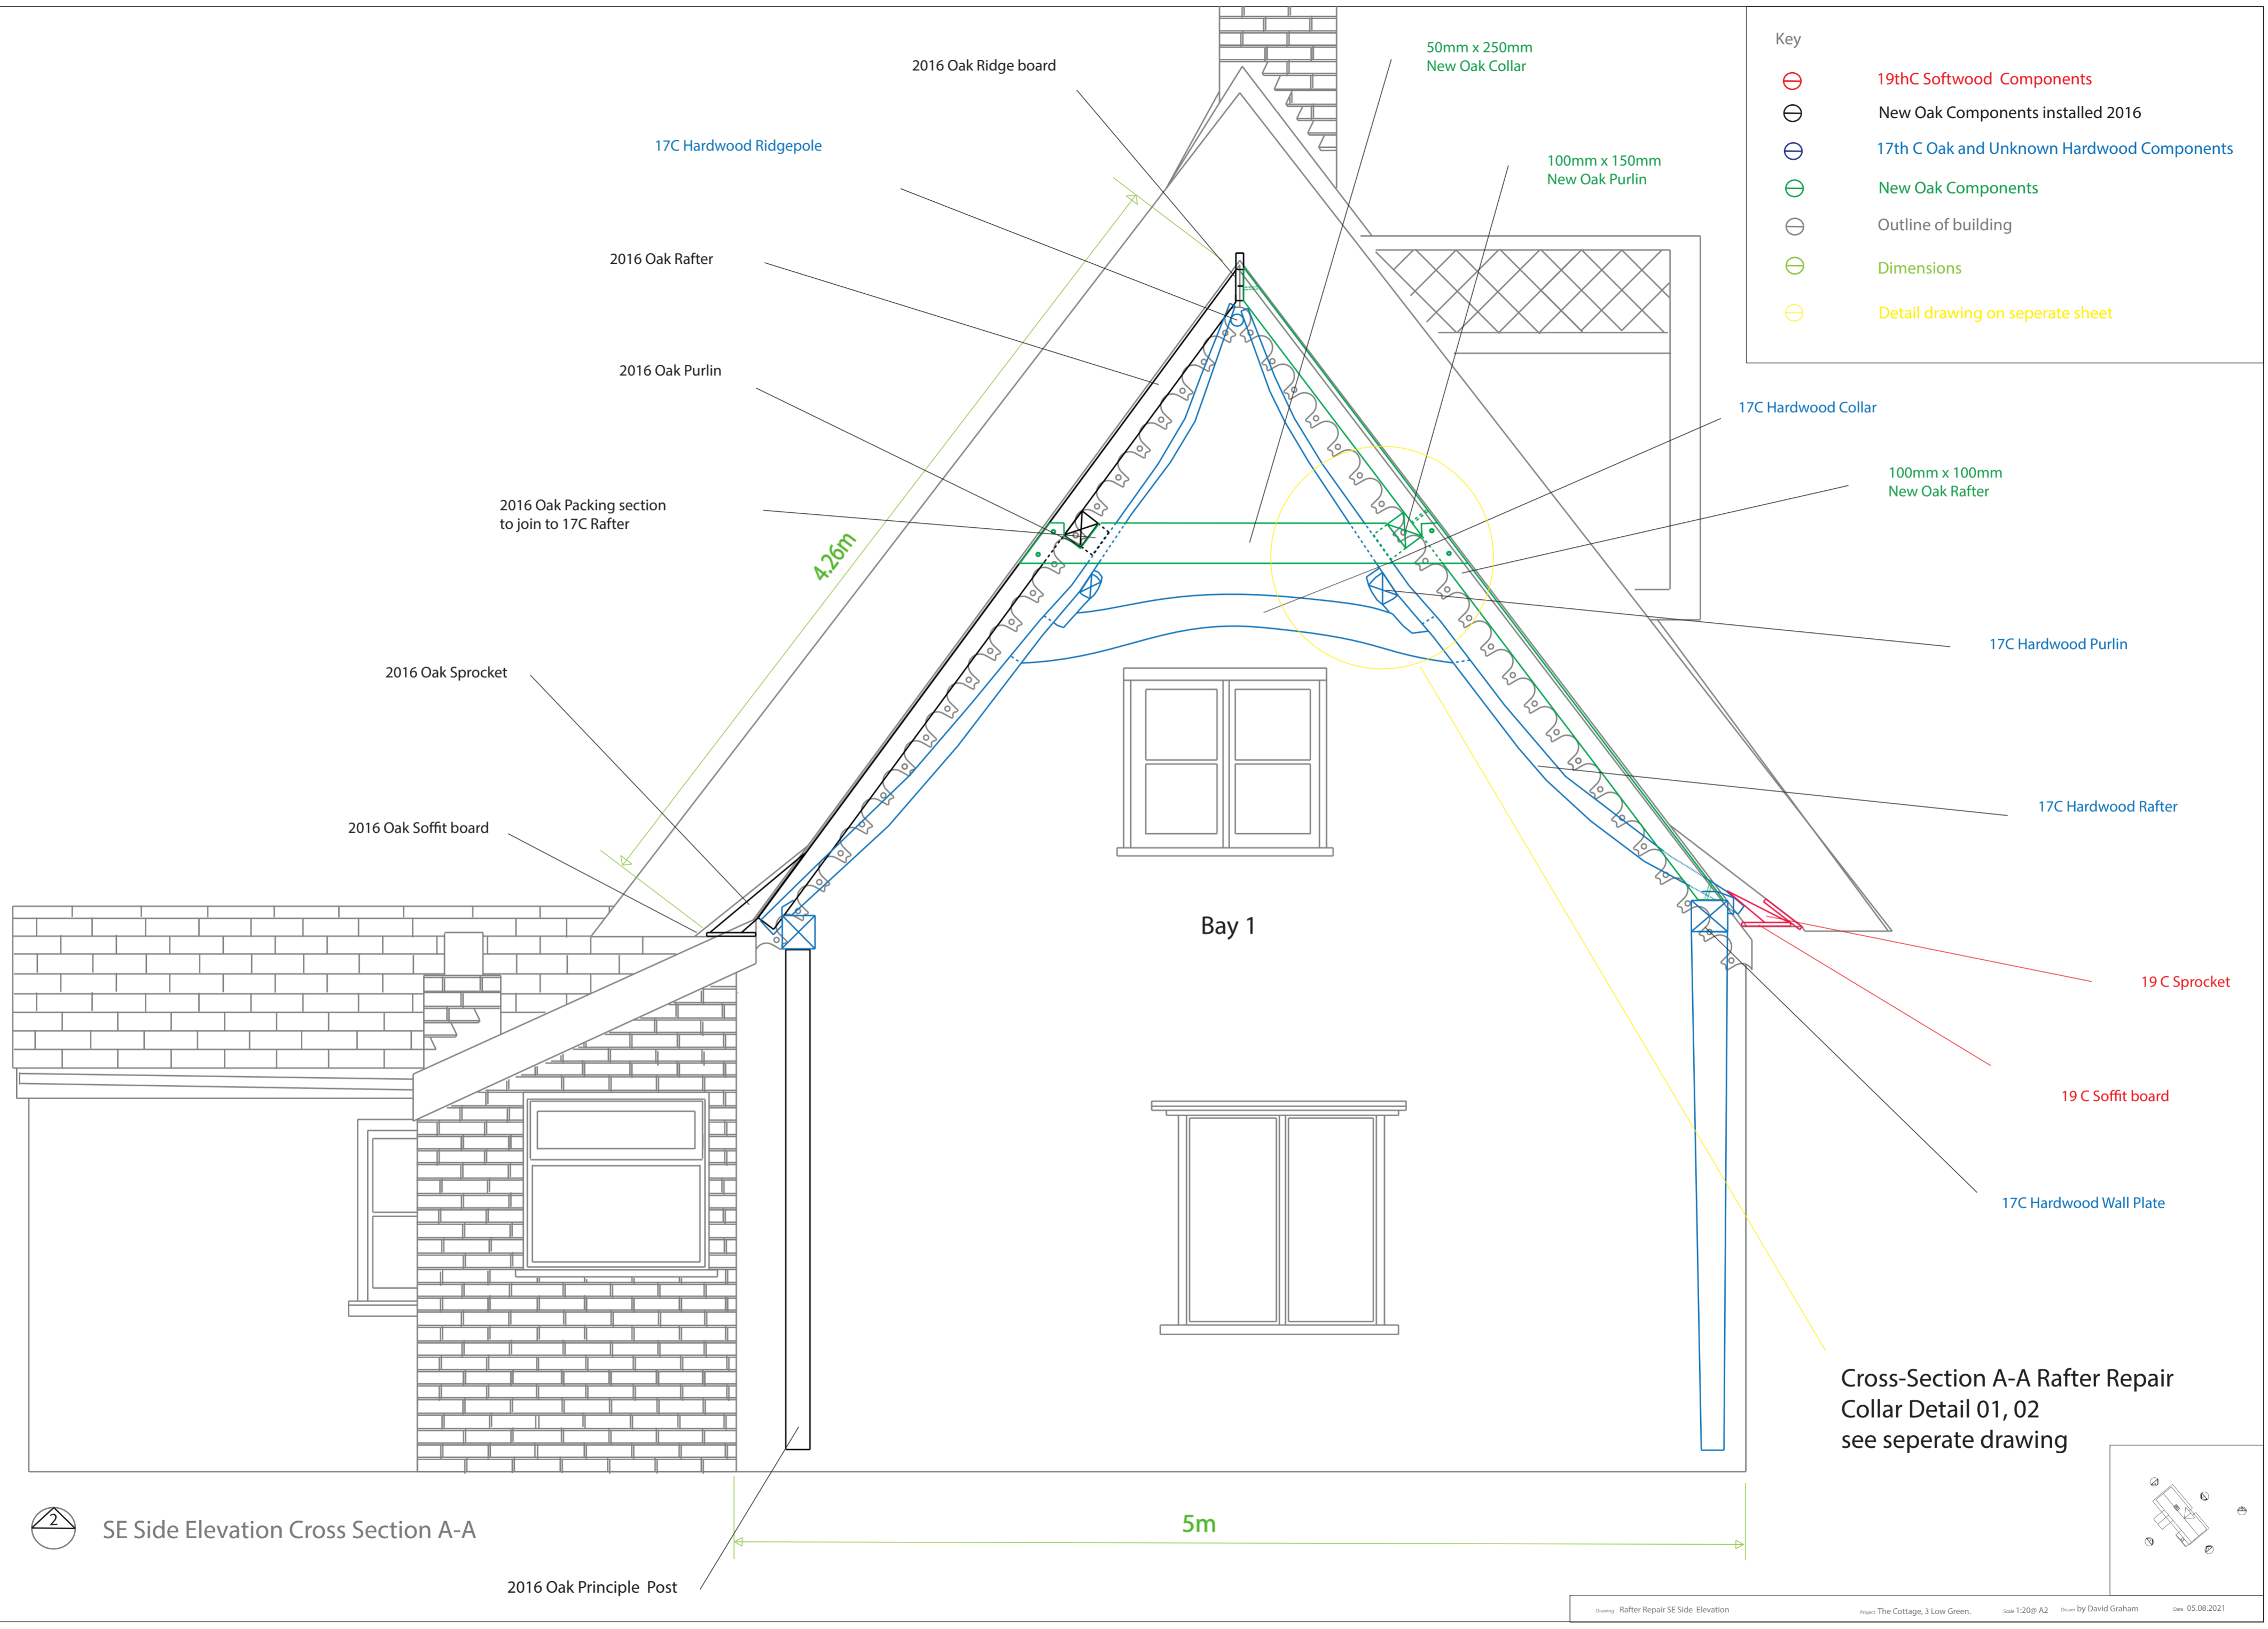 Key
19thC Softwood Components
New Oak Components installed 2016
17th C Oak and Unknown Hardwood Components
New Oak Components
Outline of building
Dimensions
Detail drawing on seperate sheet
50mm x 250mm
New Oak Collar
2016 Oak Ridge board
17C Hardwood Ridgepole
100mm x 150mm
New Oak Purlin
2016 Oak Rafter
2016 Oak Purlin
17C Hardwood Collar
100mm x 100mm
New Oak Rafter
2016 Oak Packing section
to join to 17C Rafter
4.26m
17C Hardwood Purlin
2016 Oak Sprocket
17C Hardwood Rafter
2016 Oak Soffit board
Bay 1
19 C Sprocket
19 C Soffit board
17C Hardwood Wall Plate
Cross-Section A-A Rafter Repair
Collar Detail 01, 02
see seperate drawing
2
SE Side Elevation Cross Section A-A
5m
2016 Oak Principle Post
Drawing Rafter Repair SE Side Elevation
Project The Cottage, 3 Low Green.
Scale 1:20@ A2
Drawn by David Graham
Date 05.08.2021